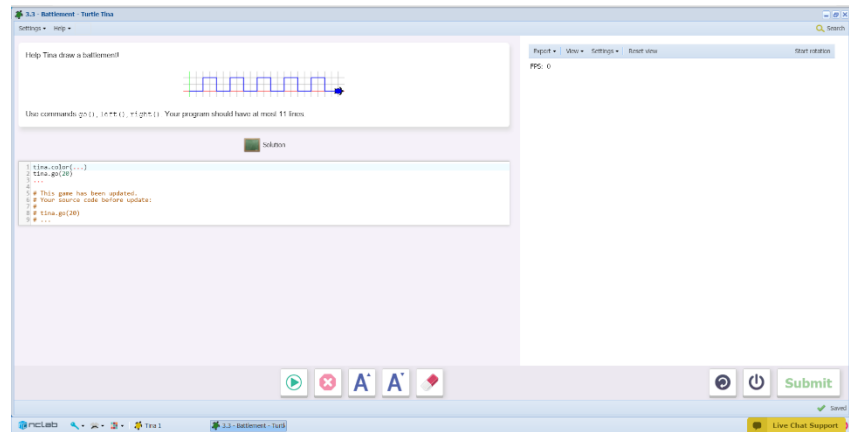 3.3 - Battlement - Turtle Tina
Settings Help
Search
Help Tina draw a battlement!
Use commands go(), left(), right(). Your program should have at most 11 lines
Solution
1 tina.color(...)
2 tina.go(20)
3 ...
4
5 # This game has been updated.
6 # Your source code before update:
7 #
8 # tina.go(20)
9 # ...
Export View Settings Reset view
Start rotation
FPS: 0
A A
Submit
Saved
nclab
Tina 1
3.3 - Battlement - Turtl
Live Chat Support